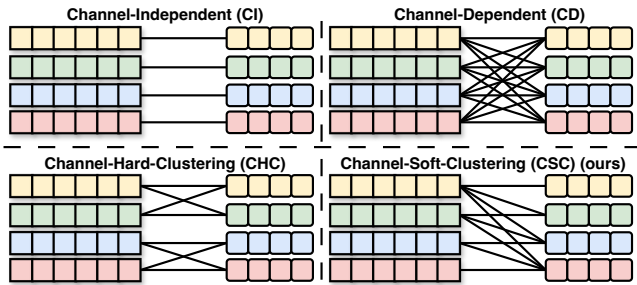 Channel-Independent (CI)
Channel-Dependent (CD)
Channel-Hard-Clustering (CHC)
Channel-Soft-Clustering (CSC) (ours)